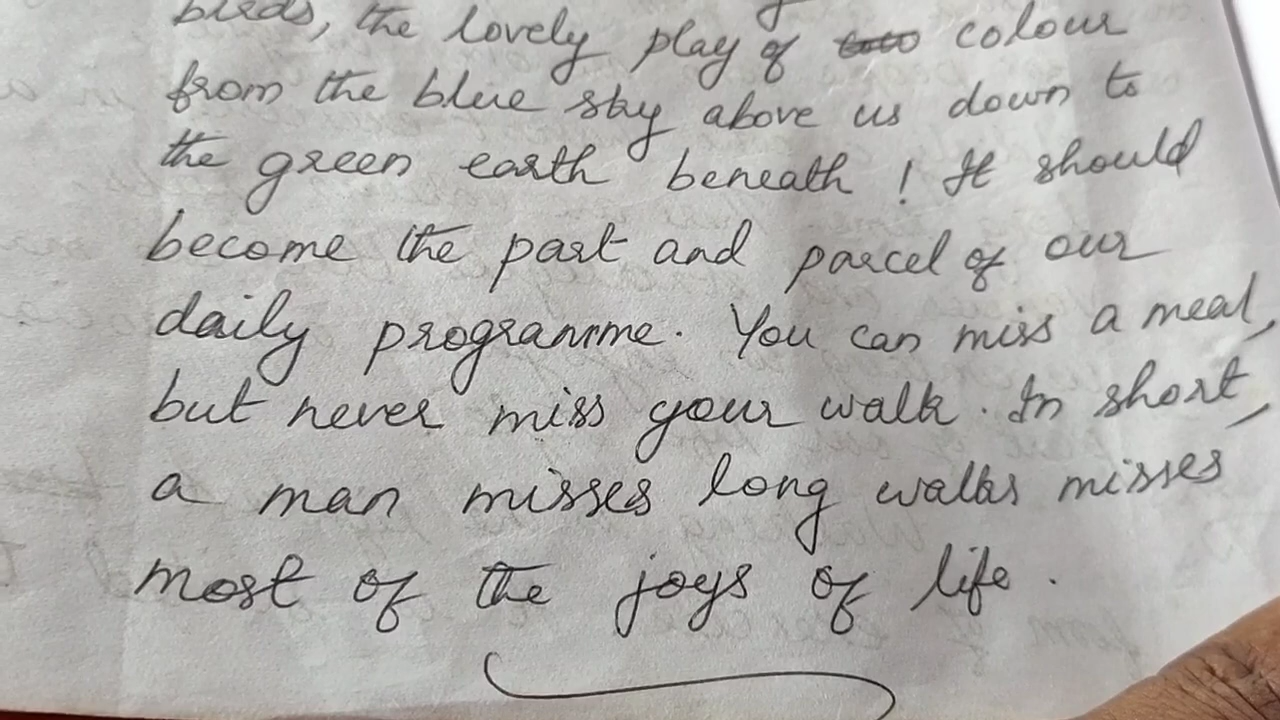 birds, the lovely play of colour
from the blue sky above us down to
the green earth beneath ! It should
become the part and parcel of our
daily programme. You can miss a meal,
but never miss your walk. In short,
a man misses long walks misses
most of the joys of life.